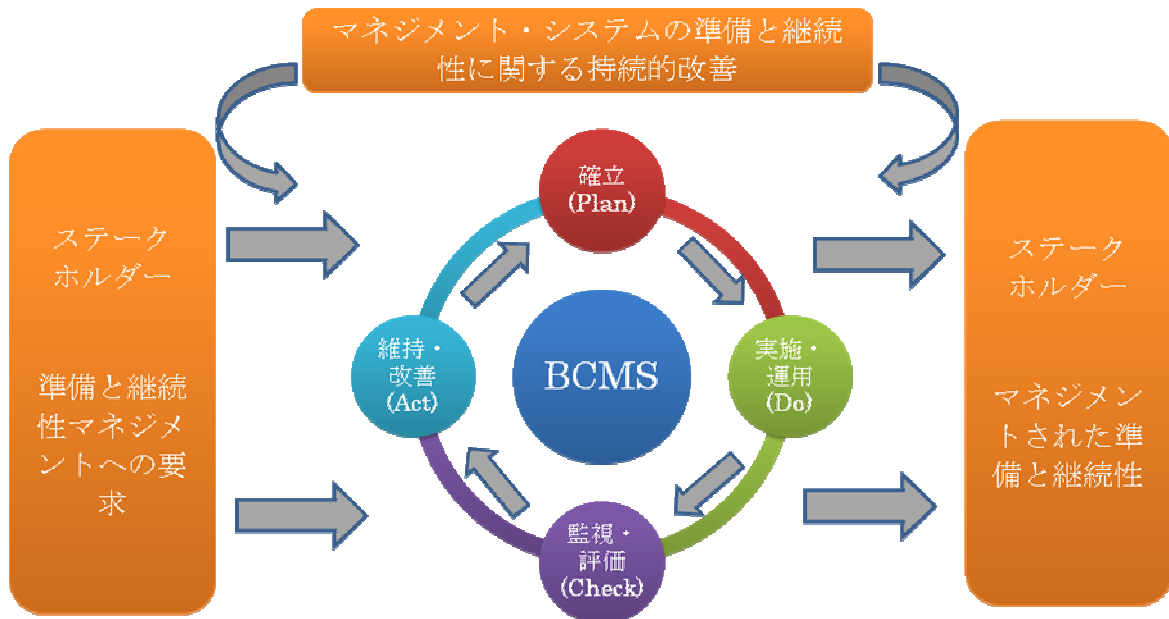 マネジメント・システムの準備と継続
性に関する持続的改善
ステーク
ホルダー
準備と継続
性マネジメ
ントへの要
求
確立
(Plan)
維持・
改善
(Act)
BCMS
実施・
運用
(Do)
監視・
評価
(Check)
ステーク
ホルダー
マネジメン
トされた準
備と継続性